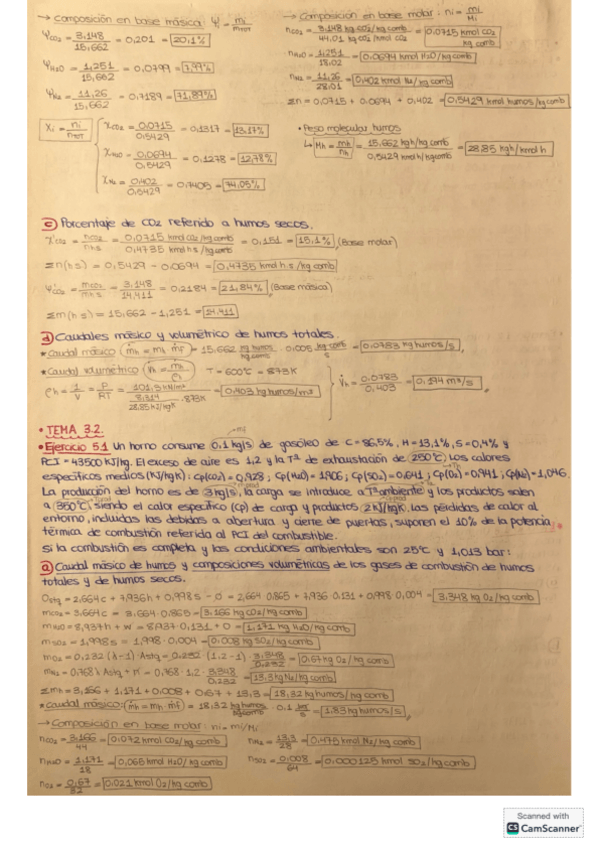 → Composición en base másica: Ψ = mi/mTOT
ΨCO2 = 3,148/15,662 = 0,201 = 20,1%
ΨH2O = 1,251/15,662 = 0,0799 = 7,99%
ΨN2 = 11,26/15,662 = 0,7189 = 71,89%
→ Composición en base molar: ni = mi/Mi
nCO2 = 3,148 kg CO2/kg comb / 44,01 kg CO2/kmol CO2 = 0,0715 kmol CO2/kg comb
nH2O = 1,251/18,02 = 0,0694 kmol H2O/kg comb
nN2 = 11,26/28,01 = 0,402 kmol N2/kg comb
Σn = 0,0715 + 0,0694 + 0,402 = 0,5429 kmol humos/kg comb
Xi = ni/nTOT
XCO2 = 0,0715/0,5429 = 0,1317 = 13,17%
XH2O = 0,0694/0,5429 = 0,1278 = 12,78%
XN2 = 0,402/0,5429 = 0,7405 = 74,05%
• Peso molecular humos
↳ Mh = mh/nh = 15,662 kgh/kg comb / 0,5429 kmol h/kg comb = 28,85 kgh/kmol h
c) Porcentaje de CO2 referido a humos secos.
X'CO2 = nCO2/nhs = 0,0715 kmol CO2/kg comb / 0,4735 kmol h.s/kg comb = 0,151 = 15,1% (Base molar)
Σn(h.s) = 0,5429 - 0,0694 = 0,4735 kmol h.s/kg comb
Ψ'CO2 = mCO2/mhs = 3,148/14,411 = 0,2184 = 21,84% (Base másica)
Σm(h.s) = 15,662 - 1,251 = 14,411
d) Caudales másico y volumétrico de humos totales.
* Caudal másico ṁh = mh · ṁf = 15,662 kg humos/kg comb · 0,005 kg comb/s = 0,0783 kg humos/s
* Caudal volumétrico V̇h = ṁh/ρh T = 600°C = 873K
ρh = 1/V = P/RT = 101,3 kN/m² / 8,314/28,85 kJ/kgK · 873K = 0,403 kg humos/m³
V̇h = 0,0783/0,403 = 0,194 m³/s
• TEMA 3.2.
• Ejercicio 5.1 Un horno consume 0,1 kg/s de gasóleo de C = 86,5%, H = 13,1%, S = 0,4% y
PCI = 43500 KJ/kg. El exceso de aire es 1,2 y la Tª de exhaustación de 250°C. Los calores
específicos medios (KJ/kgK): Cp(CO2) = 0,928; Cp(H2O) = 1,906; Cp(SO2) = 0,641; Cp(O2) = 0,941; Cp(N2) = 1,046.
La producción del horno es de 3 kg/s, la carga se introduce a Tª ambiente y los productos salen
a 350°C, siendo el calor específico (Cp) de carga y productos 2 KJ/kgK. Las pérdidas de calor al
entorno, incluidas las debidas a abertura y cierre de puertas, suponen el 10% de la potencia
térmica de combustión referida al PCI del combustible.
Si la combustión es completa y las condiciones ambientales son 25°C y 1,013 bar:
a) Caudal másico de humos y composiciones volumétricas de los gases de combustión de humos
totales y de humos secos.
Ostq = 2,664c + 7,936h + 0,998s - o = 2,664·0,865 + 7,936·0,131 + 0,998·0,004 = 3,348 kg O2/kg comb
mCO2 = 3,664c = 3,664·0,865 = 3,166 kg CO2/kg comb
mH2O = 8,937h + w = 8,937·0,131 + 0 = 1,171 kg H2O/kg comb
mSO2 = 1,998s = 1,998·0,004 = 0,008 kg SO2/kg comb
mO2 = 0,232 (λ-1)·Astq = 0,232·(1,2-1)·3,348/0,232 = 0,67 kg O2/kg comb
mN2 = 0,768 λ Astq + n = 0,768·1,2·3,348/0,232 = 13,3 kg N2/kg comb
Σmh = 3,166 + 1,171 + 0,008 + 0,67 + 13,3 = 18,32 kg humos/kg comb
* Caudal másico: ṁh = mh · ṁf = 18,32 kg humos/kg comb · 0,1 kg/s = 1,83 kg humos/s
→ Composición en base molar: ni = mi/Mi
nCO2 = 3,166/44 = 0,072 kmol CO2/kg comb
nN2 = 13,3/28 = 0,475 kmol N2/kg comb
nH2O = 1,171/18 = 0,065 kmol H2O/kg comb
nSO2 = 0,008/64 = 0,000125 kmol SO2/kg comb
nO2 = 0,67/32 = 0,021 kmol O2/kg comb
Scanned with
CS CamScanner